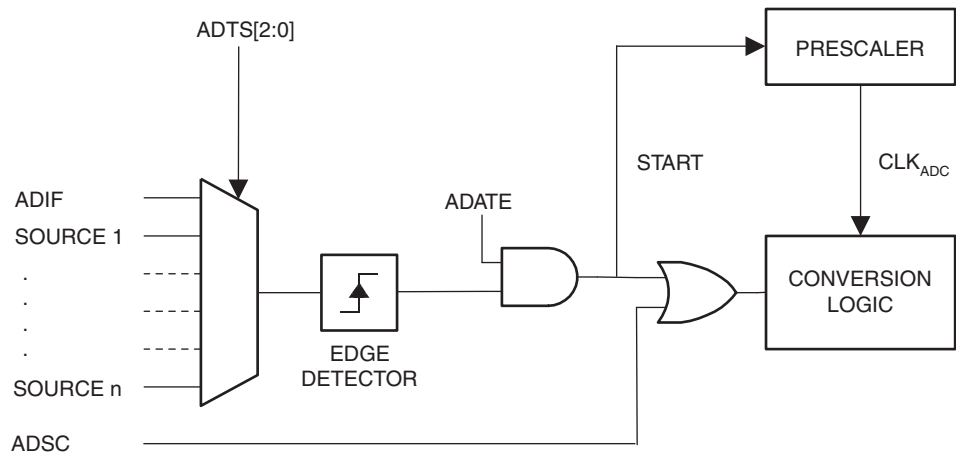 ADTS[2:0]
PRESCALER
START
CLKADC
ADIF
ADATE
SOURCE 1
.
.
.
.
CONVERSION
LOGIC
EDGE
DETECTOR
SOURCE n
ADSC